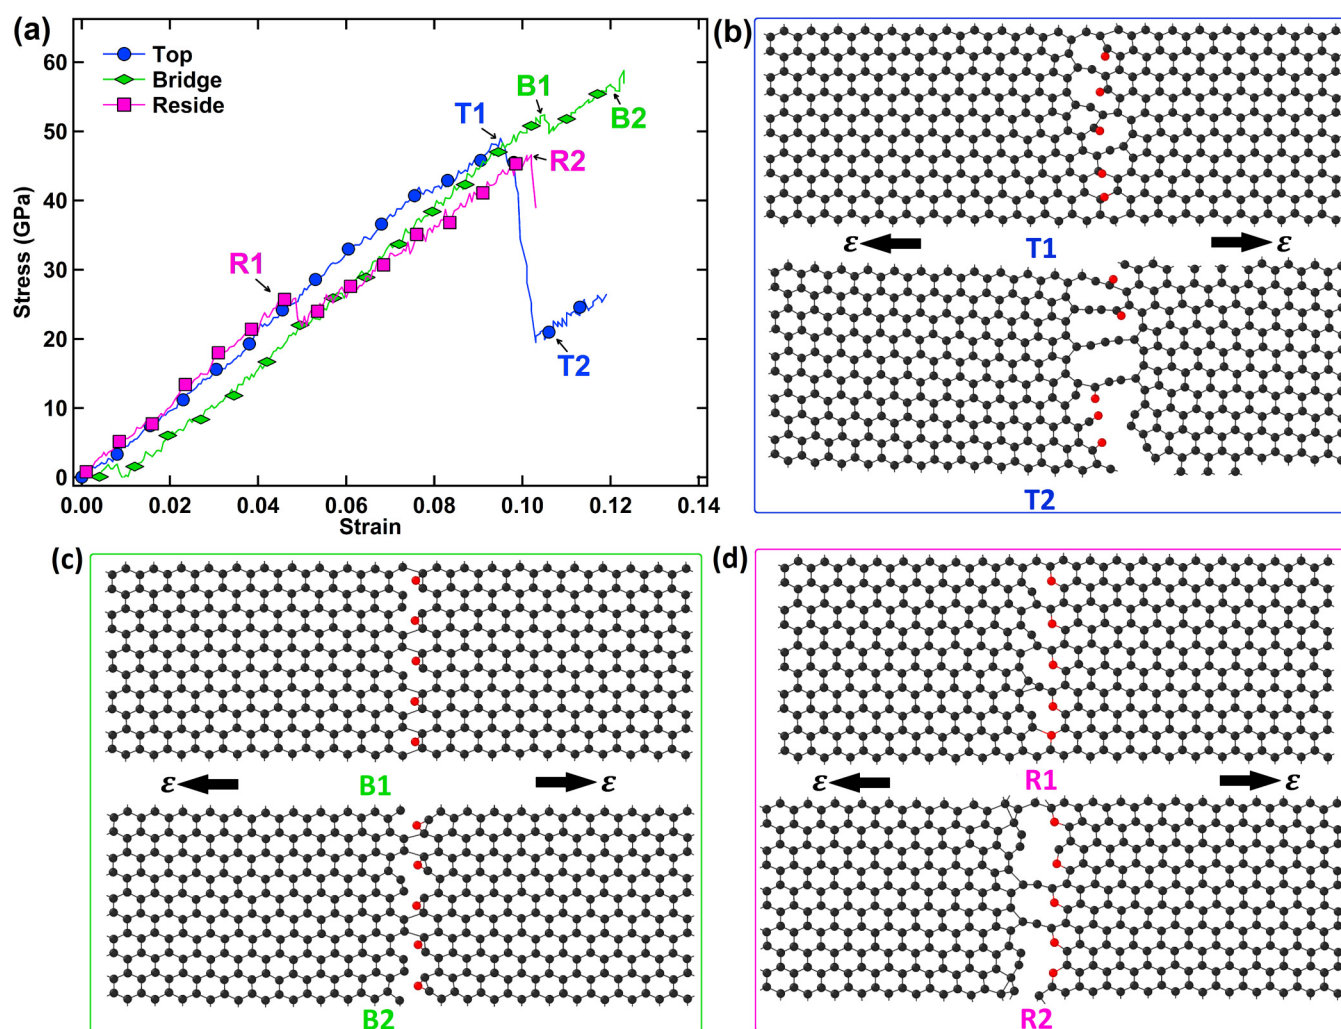 (a)
60
50
40
30
20
10
0
Stress (GPa)
Top
Bridge
Reside
R1
T1
B1
B2
R2
T2
0.00 0.02 0.04 0.06 0.08 0.10 0.12 0.14
Strain
(b)
ε T1 ε
T2
(c)
ε B1 ε
B2
(d)
ε R1 ε
R2